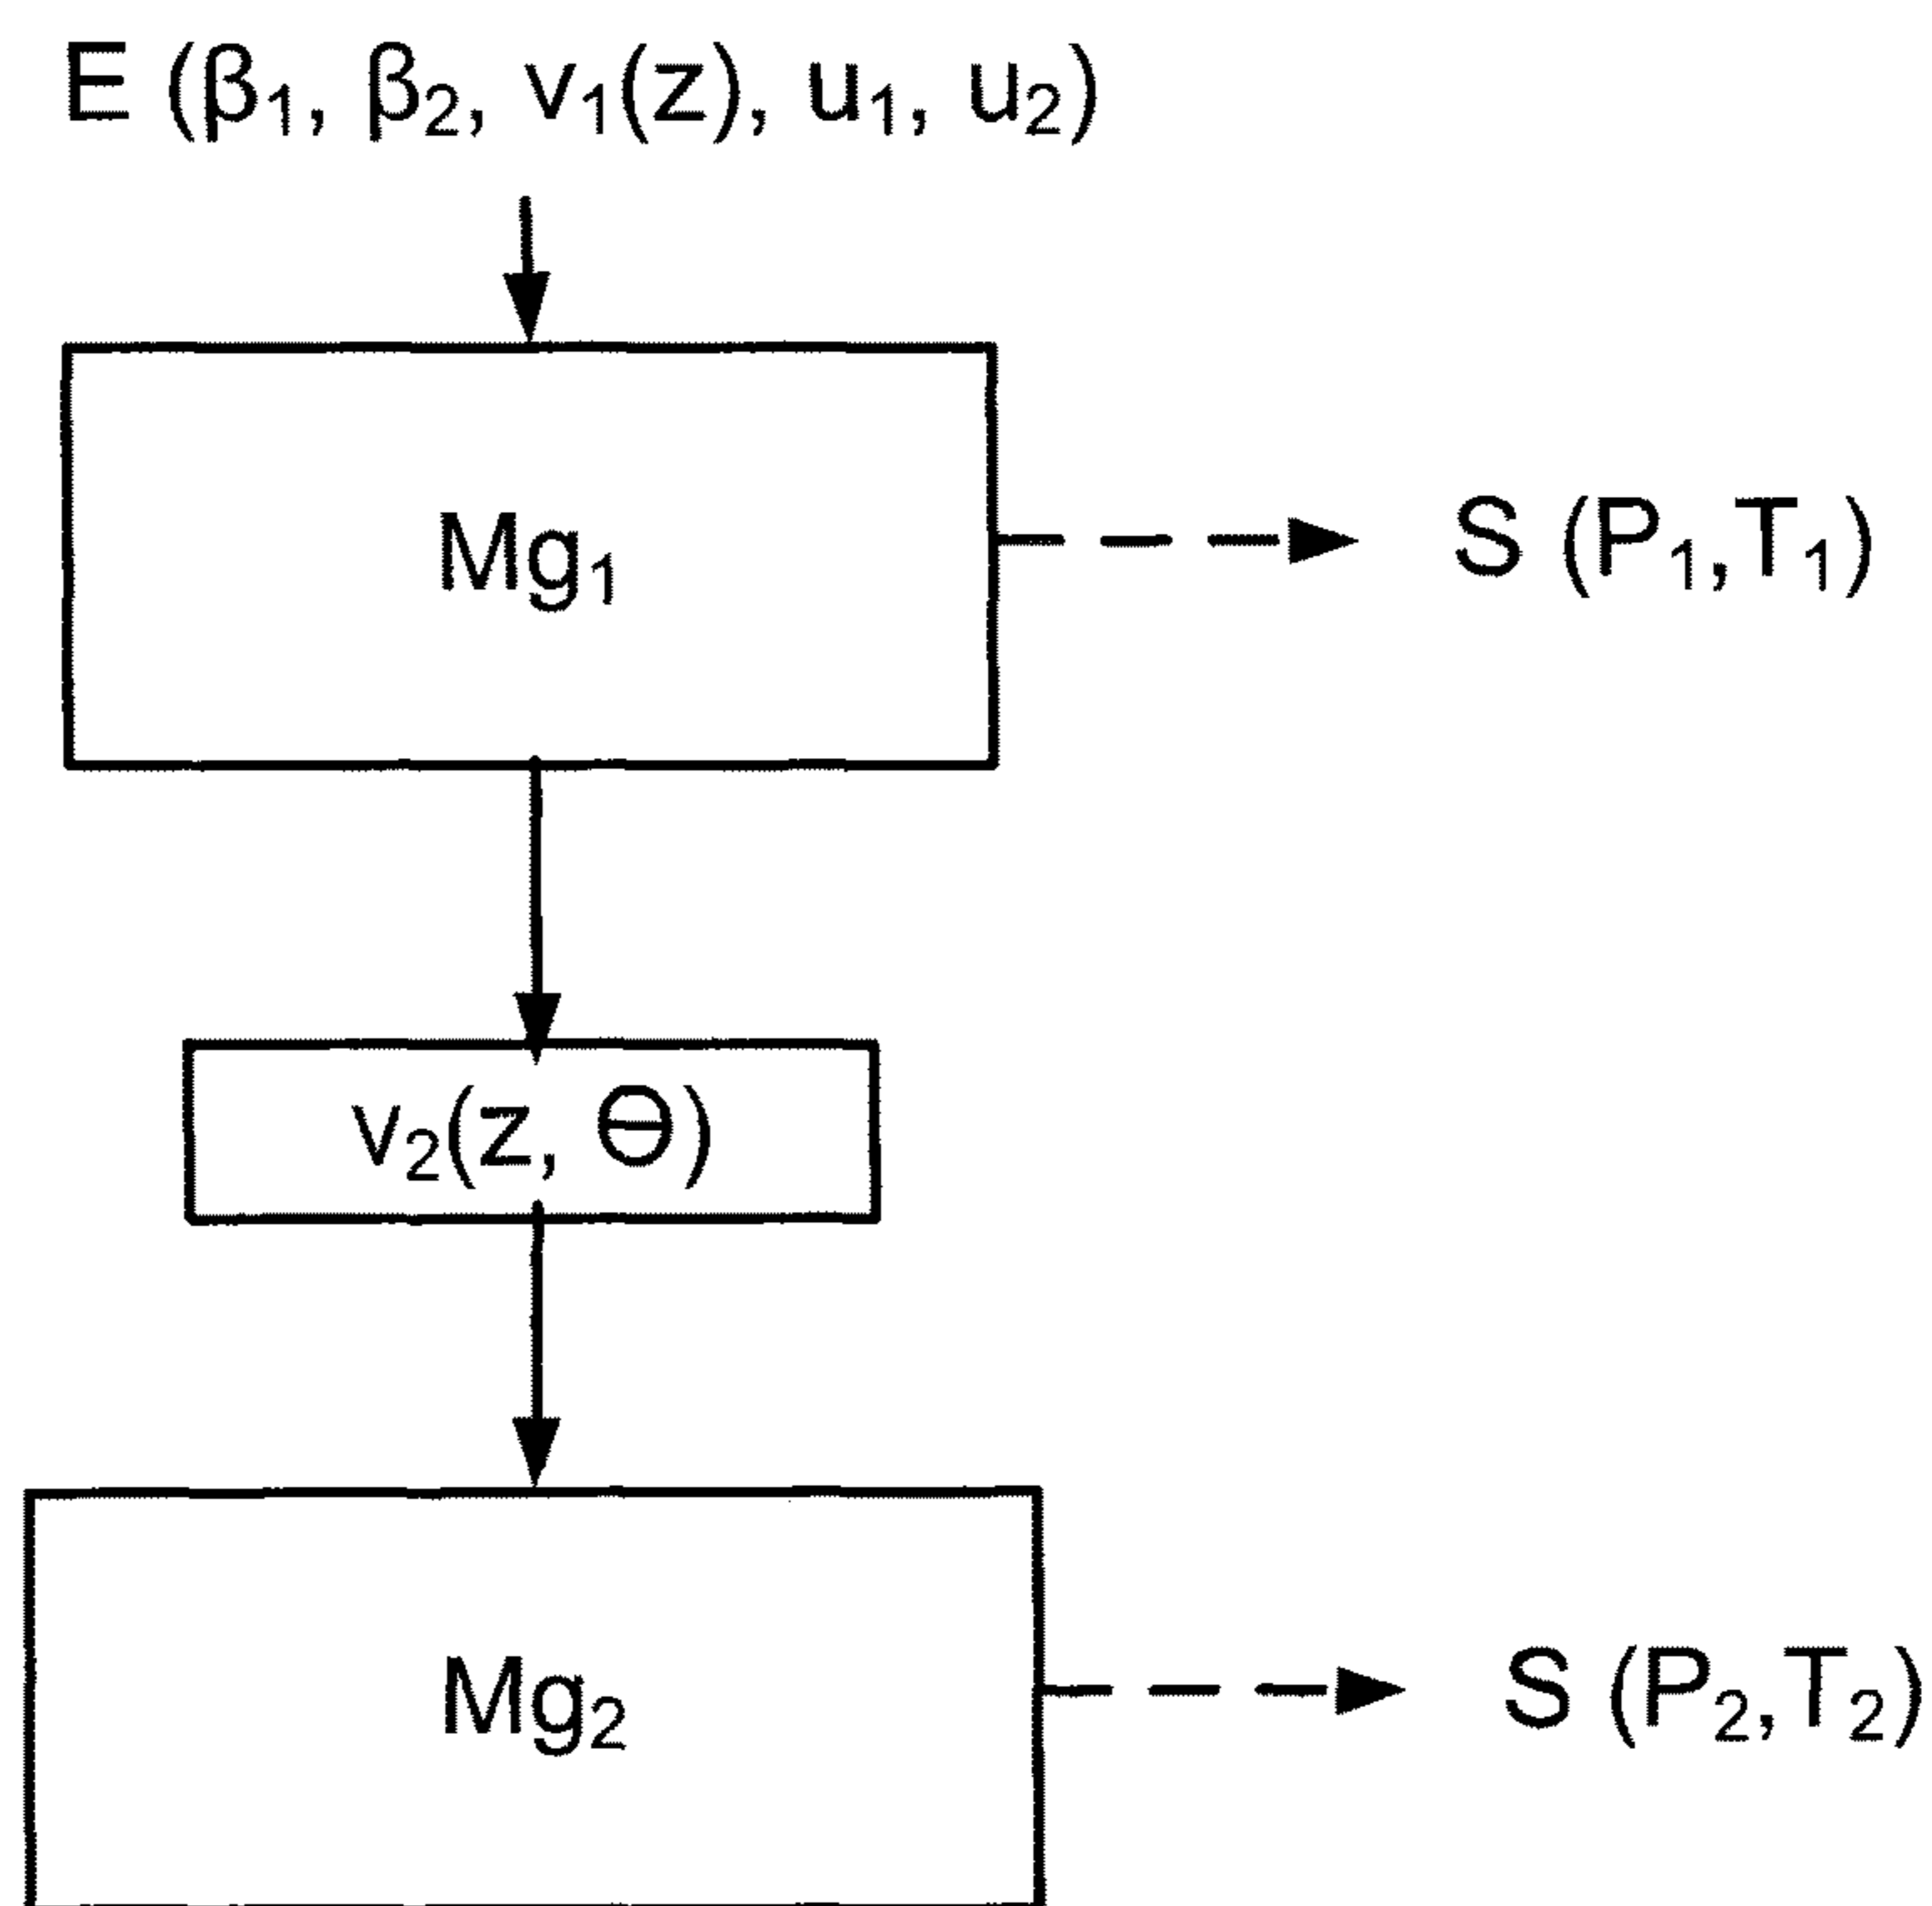 E (β₁, β₂, v₁(z), u₁, u₂)
Mg₁
S (P₁,T₁)
v₂(z, Θ)
Mg₂
S (P₂,T₂)